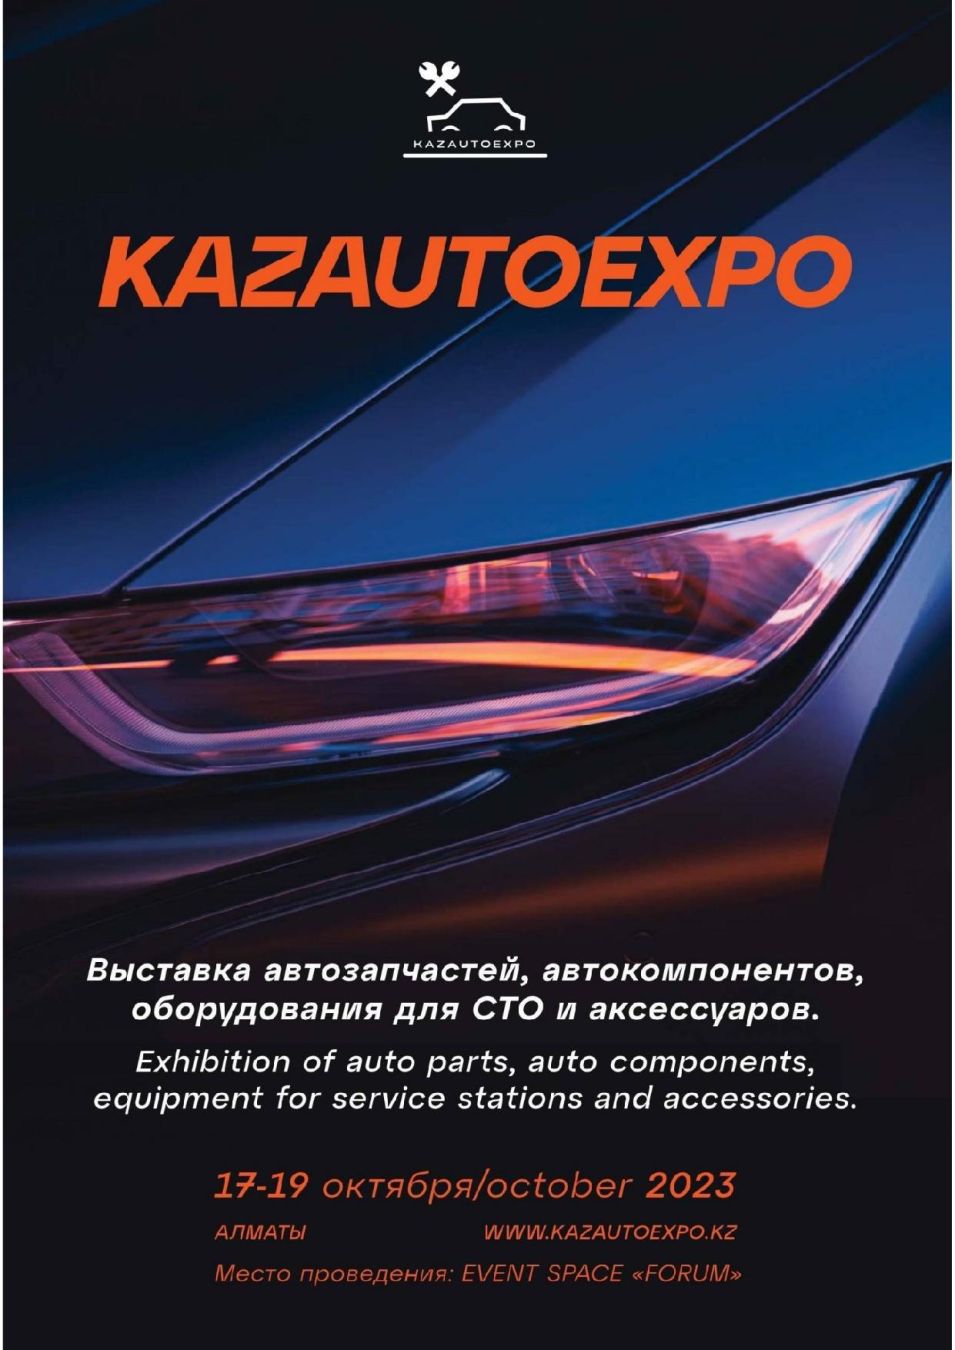 KAZAUTOEXPO
KAZAUTOEXPO
Выставка автозапчастей, автокомпонентов,
оборудования для СТО и аксессуаров.
Exhibition of auto parts, auto components,
equipment for service stations and accessories.
17-19 октября/october 2023
АЛМАТЫ WWW.KAZAUTOEXPO.KZ
Место проведения: EVENT SPACE «FORUM»